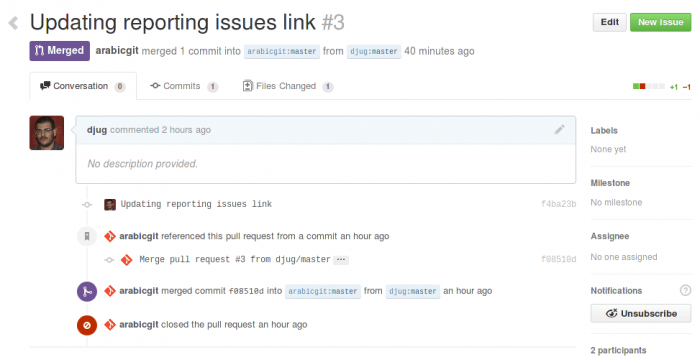 Updating reporting issues link #3
Edit
New Issue
Merged
arabicgit merged 1 commit into arabicgit:master from djug:master 40 minutes ago
Conversation 0
Commits 1
Files Changed 1
+1 −1
djug commented 2 hours ago
No description provided.
Labels
None yet
Milestone
No milestone
Assignee
No one assigned
Notifications ?
Unsubscribe
2 participants
Updating reporting issues link f4ba23b
arabicgit referenced this pull request from a commit an hour ago
Merge pull request #3 from djug/master ··· f08510d
arabicgit merged commit f08510d into arabicgit:master from djug:master an hour ago
arabicgit closed the pull request an hour ago